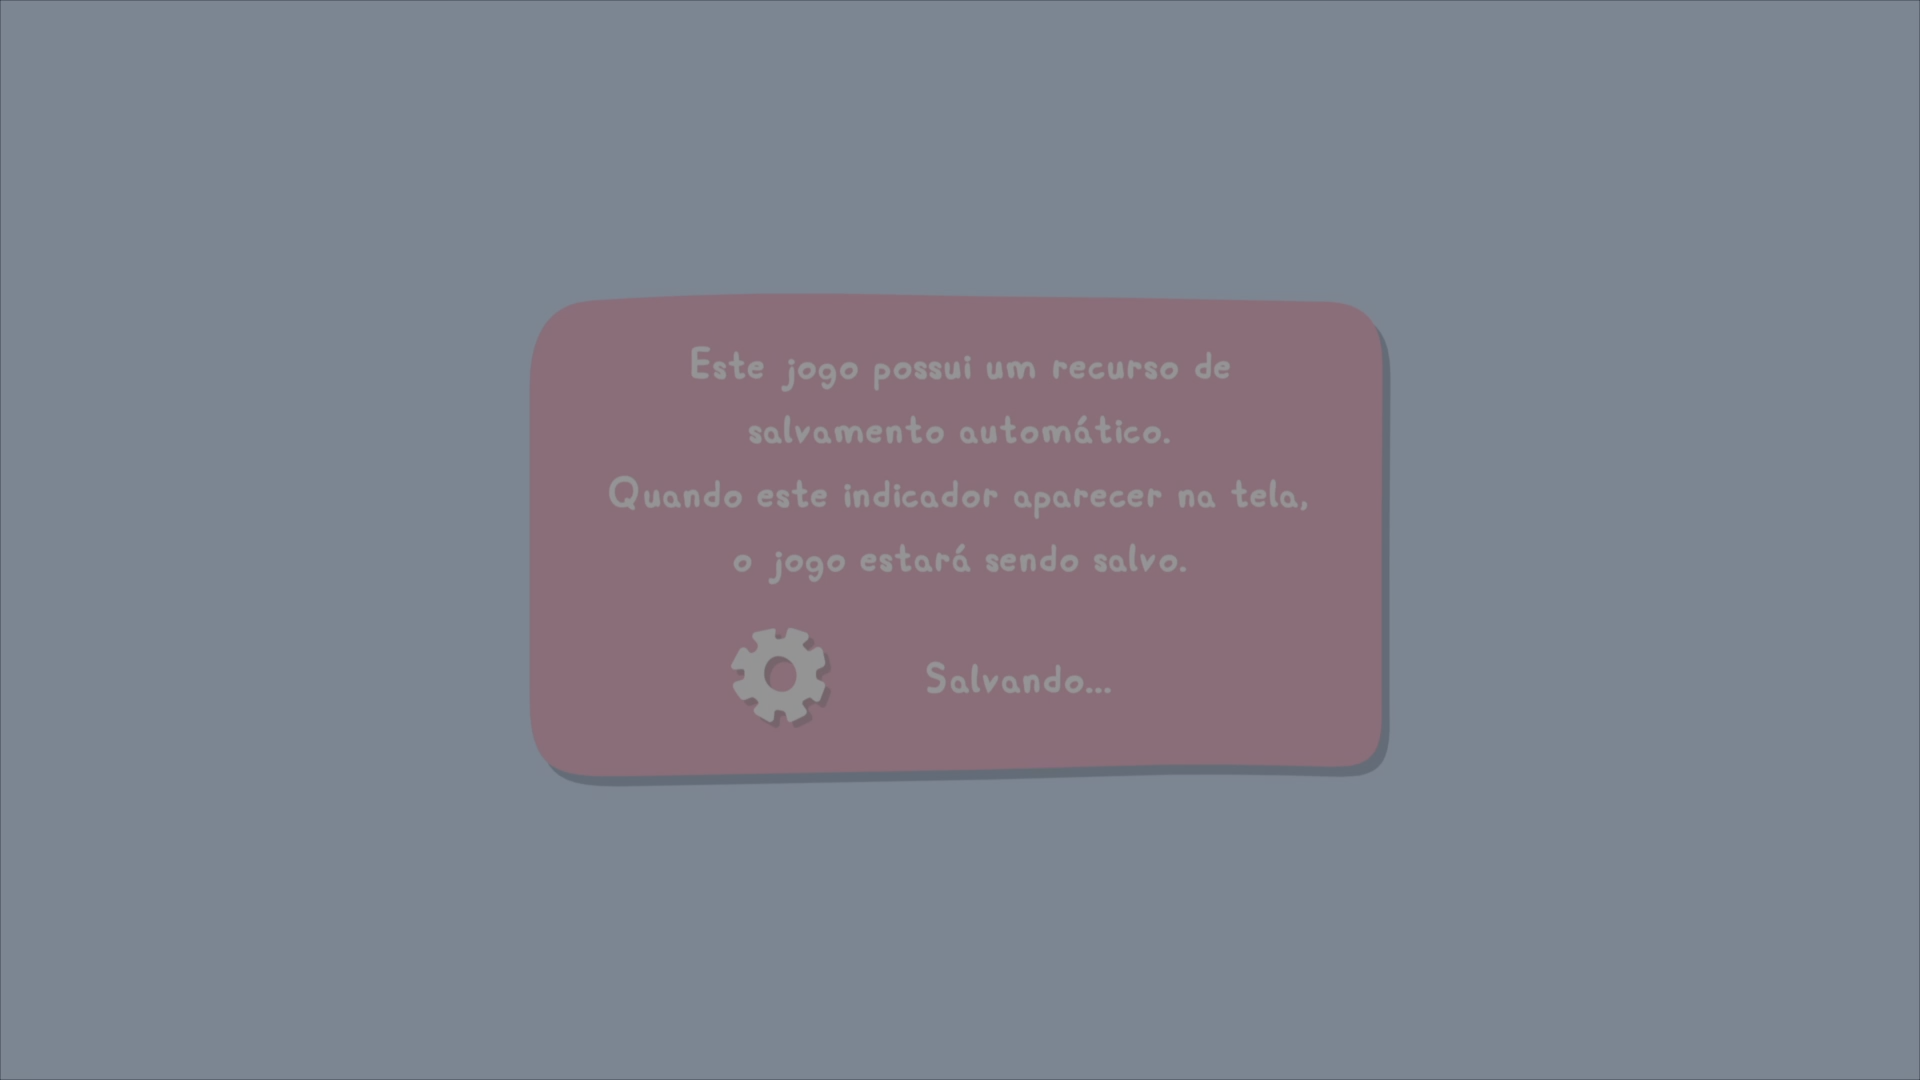 Este jogo possui um recurso de
salvamento automático.
Quando este indicador aparecer na tela,
o jogo estará sendo salvo.
Salvando...